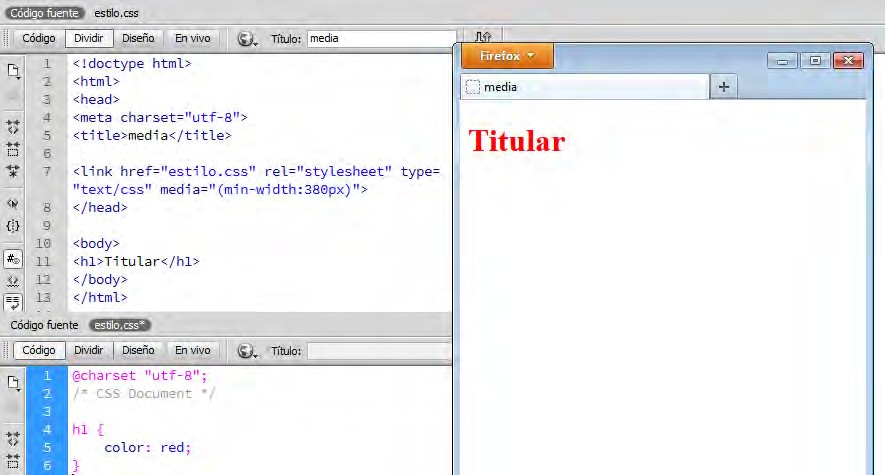 Código fuente estilo.css
Código Dividir Diseño En vivo Título: media
1 <!doctype html>
2 <html>
3 <head>
4 <meta charset="utf-8">
5 <title>media</title>
6
7 <link href="estilo.css" rel="stylesheet" type=
"text/css" media="(min-width:380px)">
8 </head>
9
10 <body>
11 <h1>Titular</h1>
12 </body>
13 </html>
Código fuente estilo.css*
Código Dividir Diseño En vivo Título:
1 @charset "utf-8";
2 /* CSS Document */
3
4 h1 {
5 color: red;
6 }
Firefox
media
Titular